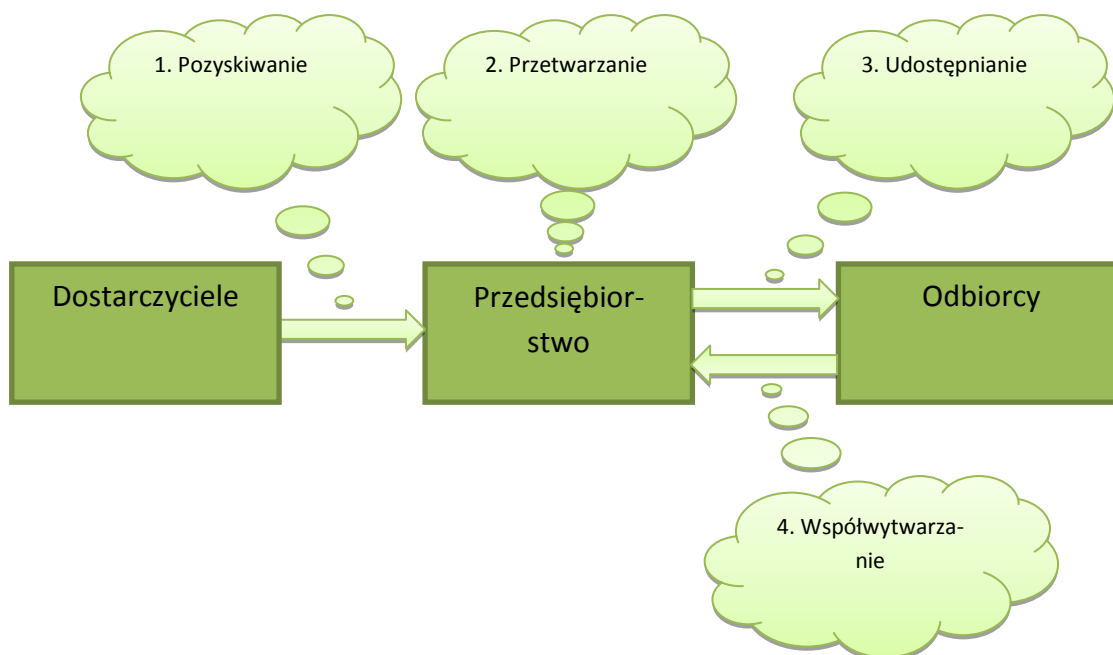 1. Pozyskiwanie
2. Przetwarzanie
3. Udostępnianie
Dostarczyciele
Przedsiębior-
stwo
Odbiorcy
4. Współwytwarza-
nie